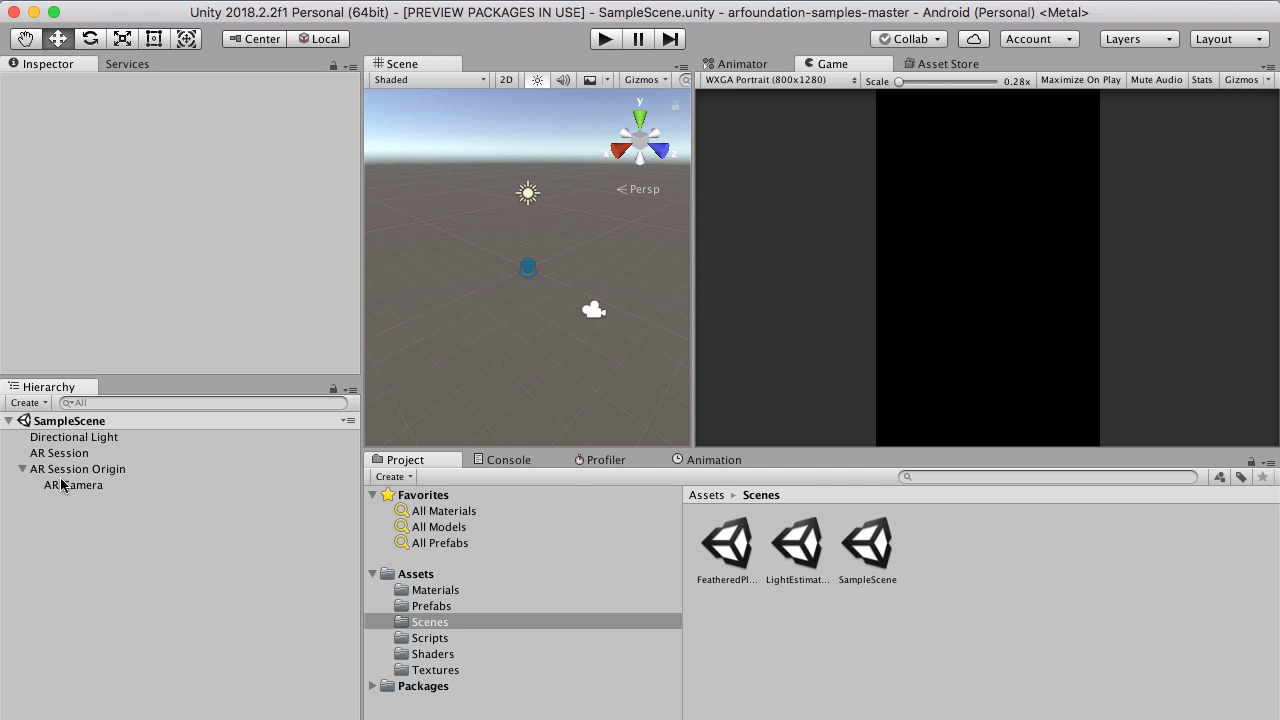 Unity 2018.2.2f1 Personal (64bit) - [PREVIEW PACKAGES IN USE] - SampleScene.unity - arfoundation-samples-master - Android (Personal) <Metal>
Center Local Collab Account Layers Layout
Inspector Services
Scene
Animator Game Asset Store
Shaded 2D Gizmos
WXGA Portrait (800x1280) Scale 0.28x Maximize On Play Mute Audio Stats Gizmos
y
x z
Persp
Hierarchy
Create All
SampleScene
Directional Light
AR Session
AR Session Origin
AR Camera
Project Console Profiler Animation
Create
Favorites
All Materials
All Models
All Prefabs
Assets
Materials
Prefabs
Scenes
Scripts
Shaders
Textures
Packages
Assets Scenes
FeatheredPl... LightEstimat... SampleScene